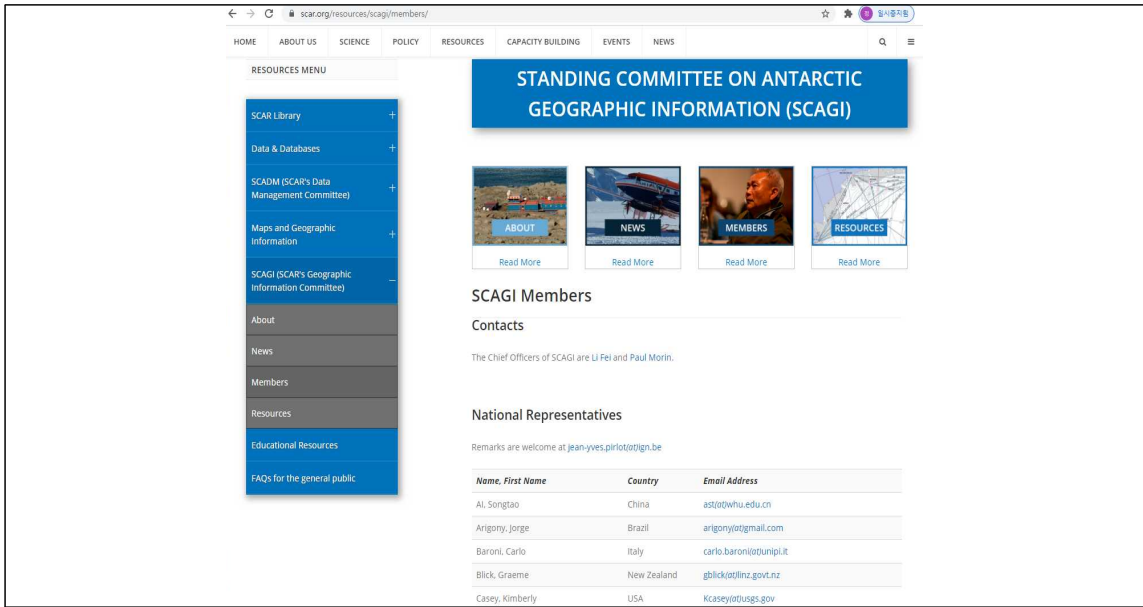 scar.org/resources/scagi/members/
일시중지됨
HOME ABOUT US SCIENCE POLICY RESOURCES CAPACITY BUILDING EVENTS NEWS
RESOURCES MENU
SCAR Library
Data & Databases
SCADM (SCAR's Data
Management Committee)
Maps and Geographic
Information
SCAGI (SCAR's Geographic
Information Committee)
About
News
Members
Resources
Educational Resources
FAQs for the general public
STANDING COMMITTEE ON ANTARCTIC
GEOGRAPHIC INFORMATION (SCAGI)
ABOUT NEWS MEMBERS RESOURCES
Read More Read More Read More Read More
SCAGI Members
Contacts
The Chief Officers of SCAGI are Li Fei and Paul Morin.
National Representatives
Remarks are welcome at jean-yves.pirlot(at)ign.be
Name, First Name Country Email Address
Ai, Songtao China ast(at)whu.edu.cn
Arigony, Jorge Brazil arigony(at)gmail.com
Baroni, Carlo Italy carlo.baroni(at)unipi.it
Blick, Graeme New Zealand gblick(at)linz.govt.nz
Casey, Kimberly USA Kcasey(at)usgs.gov